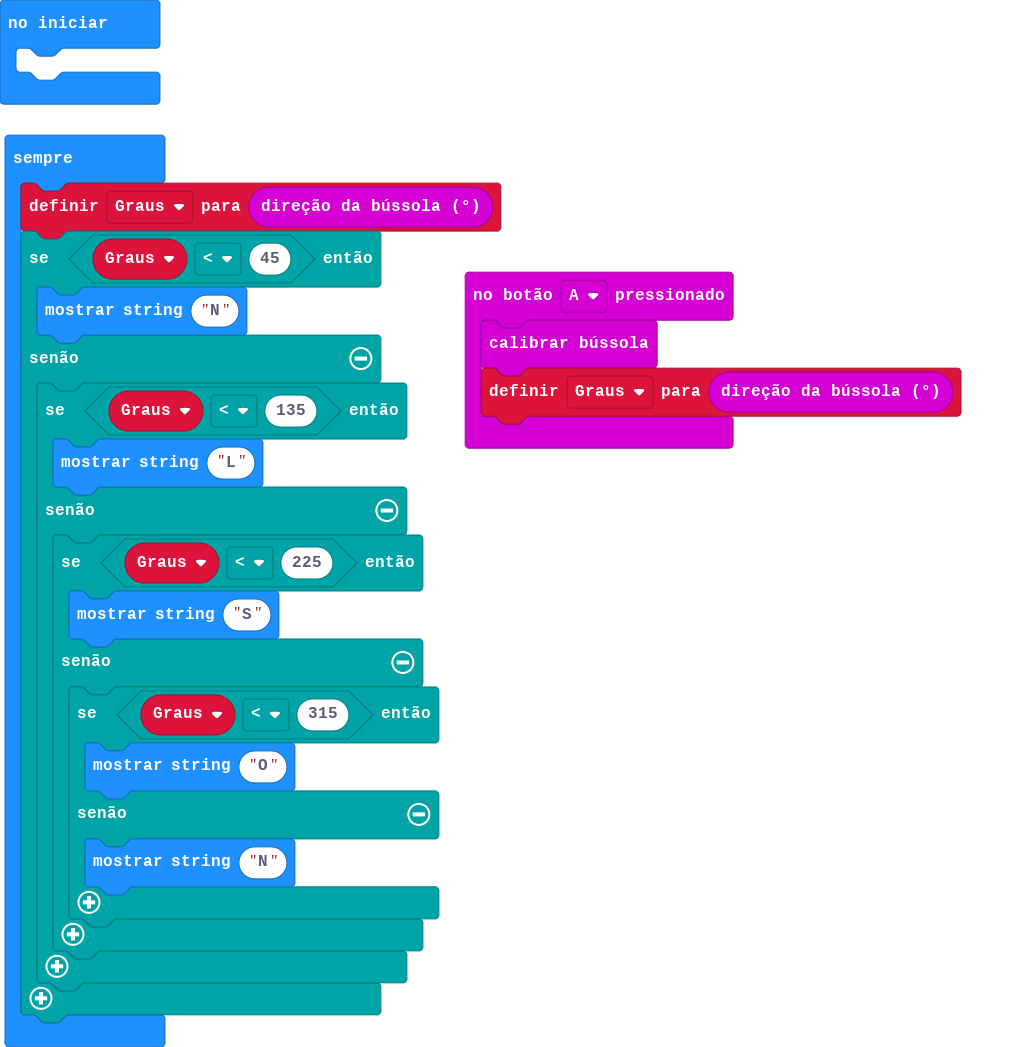 no iniciar
sempre
definir Graus para direção da bússola (°)
se Graus < 45 então
mostrar string "N"
senão
se Graus < 135 então
mostrar string "L"
senão
se Graus < 225 então
mostrar string "S"
senão
se Graus < 315 então
mostrar string "O"
senão
mostrar string "N"
no botão A pressionado
calibrar bússola
definir Graus para direção da bússola (°)